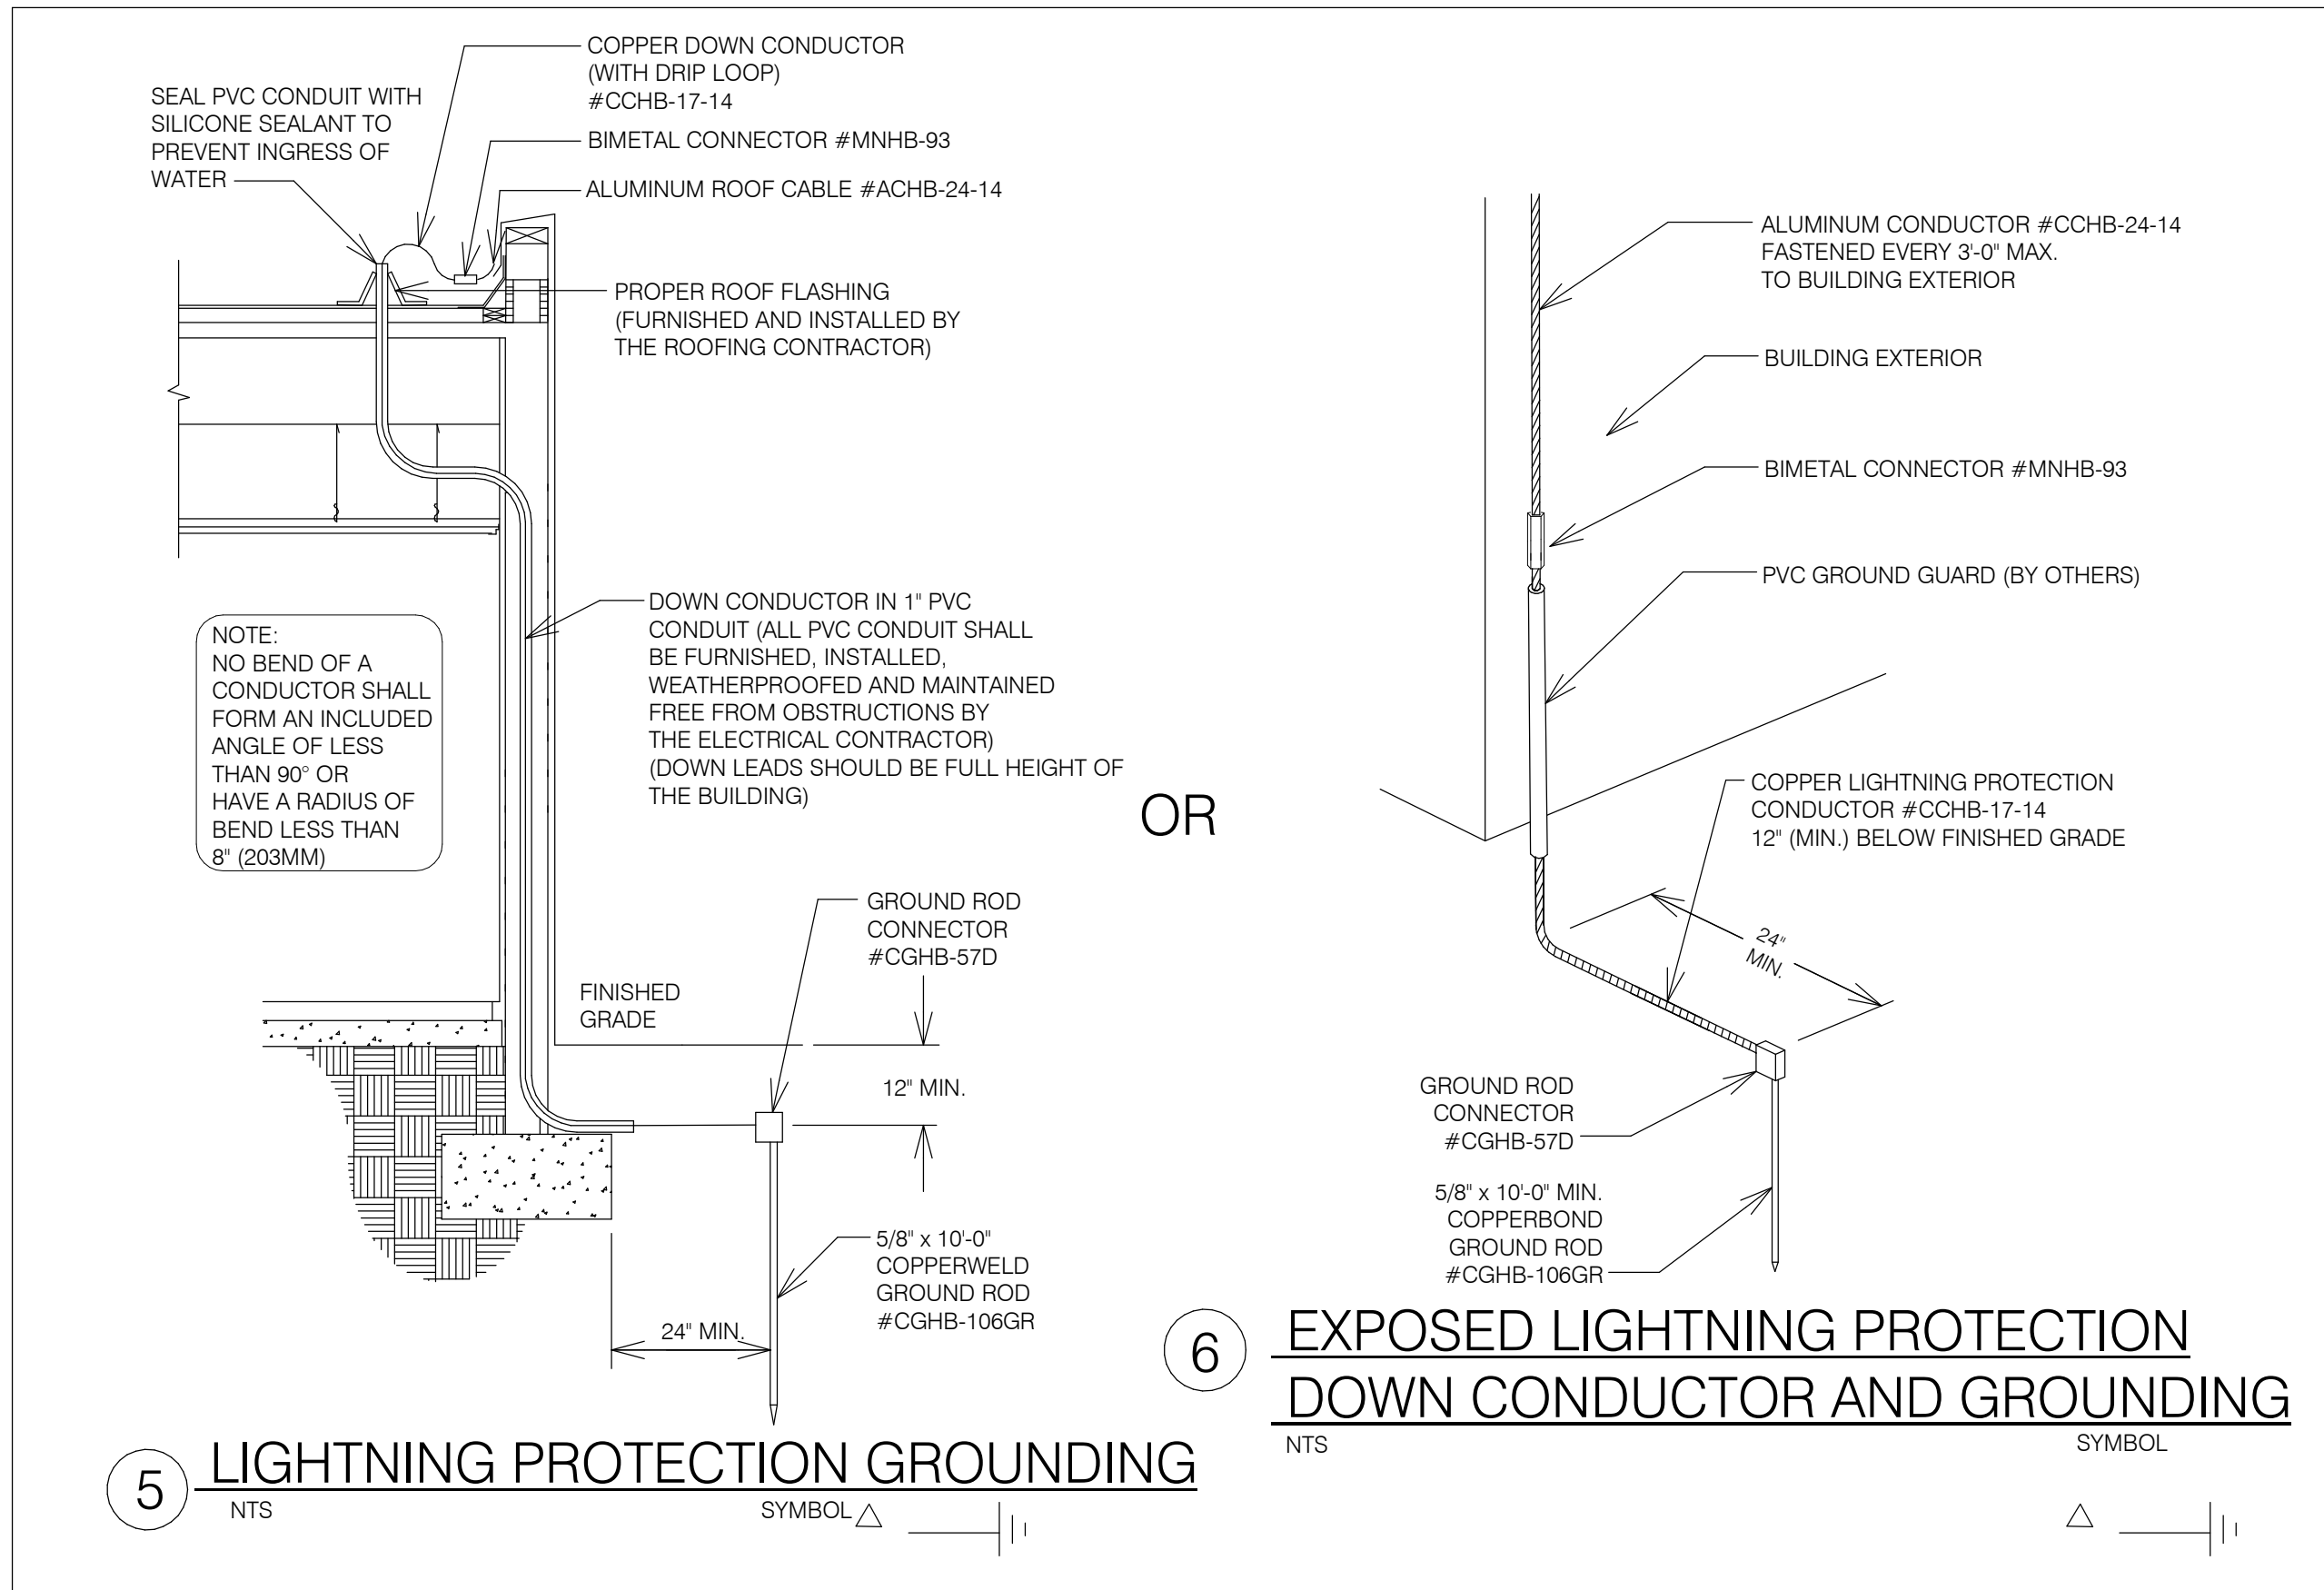 COPPER DOWN CONDUCTOR
(WITH DRIP LOOP)
#CCHB-17-14
SEAL PVC CONDUIT WITH
SILICONE SEALANT TO
PREVENT INGRESS OF
WATER
BIMETAL CONNECTOR #MNHB-93
ALUMINUM ROOF CABLE #ACHB-24-14
PROPER ROOF FLASHING
(FURNISHED AND INSTALLED BY
THE ROOFING CONTRACTOR)
NOTE:
NO BEND OF A
CONDUCTOR SHALL
FORM AN INCLUDED
ANGLE OF LESS
THAN 90° OR
HAVE A RADIUS OF
BEND LESS THAN
8" (203MM)
DOWN CONDUCTOR IN 1" PVC
CONDUIT (ALL PVC CONDUIT SHALL
BE FURNISHED, INSTALLED,
WEATHERPROOFED AND MAINTAINED
FREE FROM OBSTRUCTIONS BY
THE ELECTRICAL CONTRACTOR)
(DOWN LEADS SHOULD BE FULL HEIGHT OF
THE BUILDING)
GROUND ROD
CONNECTOR
#CGHB-57D
FINISHED
GRADE
12" MIN.
5/8" x 10'-0"
COPPERWELD
GROUND ROD
#CGHB-106GR
24" MIN.
5 LIGHTNING PROTECTION GROUNDING
NTS SYMBOL
OR
ALUMINUM CONDUCTOR #CCHB-24-14
FASTENED EVERY 3'-0" MAX.
TO BUILDING EXTERIOR
BUILDING EXTERIOR
BIMETAL CONNECTOR #MNHB-93
PVC GROUND GUARD (BY OTHERS)
COPPER LIGHTNING PROTECTION
CONDUCTOR #CCHB-17-14
12" (MIN.) BELOW FINISHED GRADE
24"
MIN.
GROUND ROD
CONNECTOR
#CGHB-57D
5/8" x 10'-0" MIN.
COPPERBOND
GROUND ROD
#CGHB-106GR
6 EXPOSED LIGHTNING PROTECTION
DOWN CONDUCTOR AND GROUNDING
NTS SYMBOL